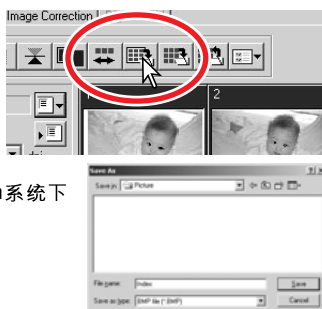 Image Correction
1
2
系统下
Save As
Save in: Picture
File name: Index
Save
Save as type: BMP file (*.BMP)
Cancel